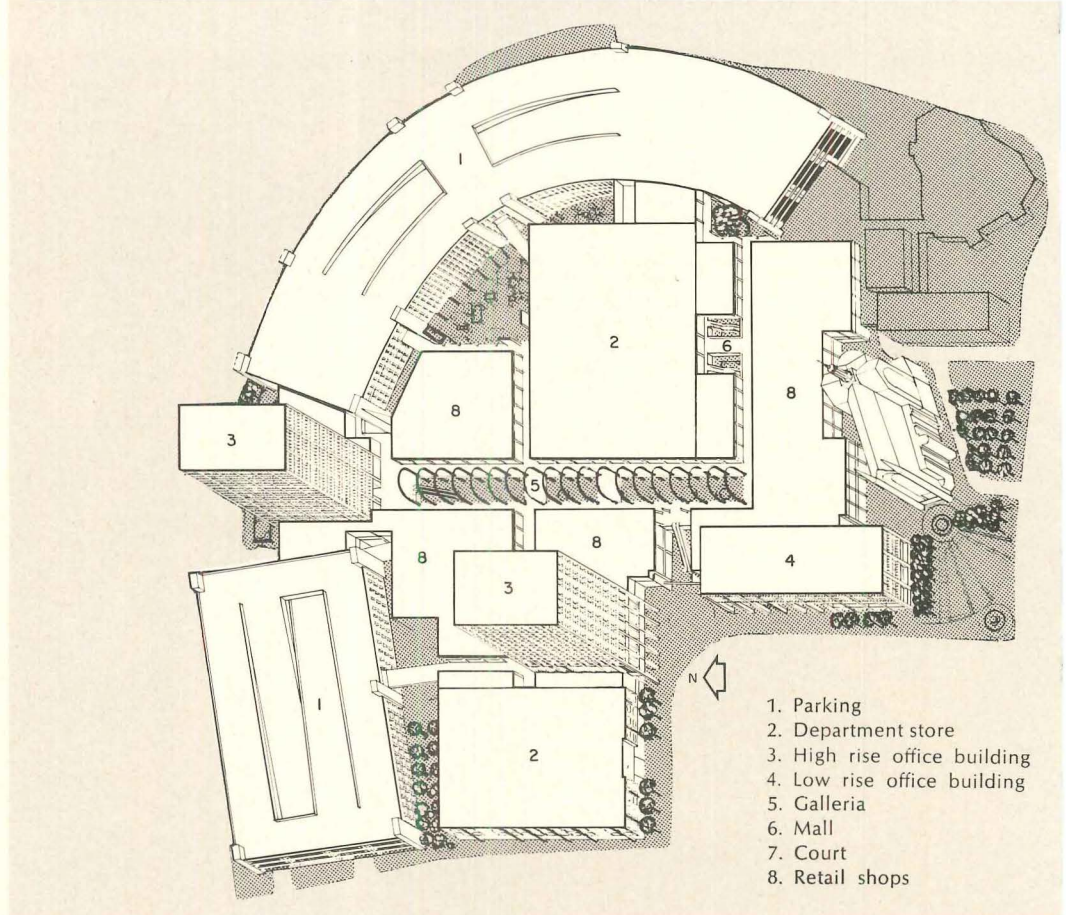 1
2
6
8
8
3
5
8
8
4
3
N
1
2
1. Parking
2. Department store
3. High rise office building
4. Low rise office building
5. Galleria
6. Mall
7. Court
8. Retail shops